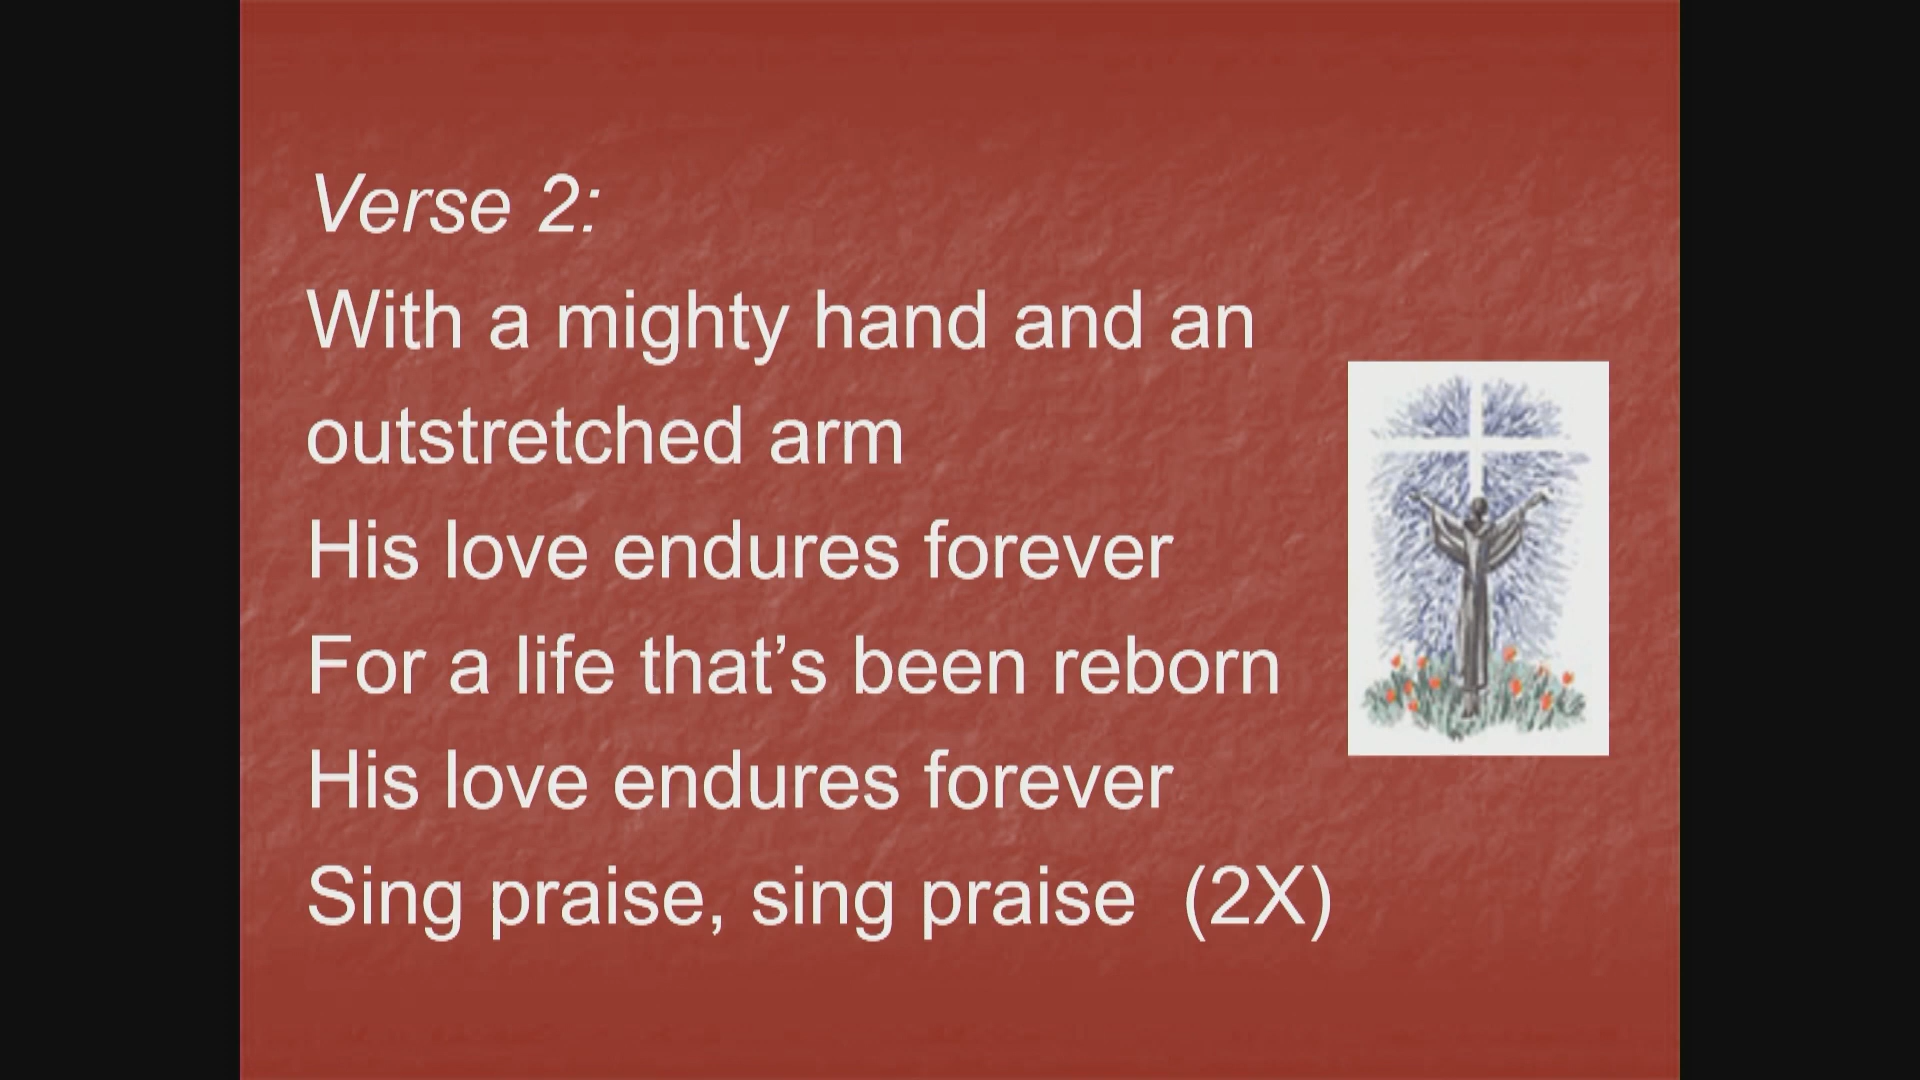 Verse 2:
With a mighty hand and an
outstretched arm
His love endures forever
For a life that’s been reborn
His love endures forever
Sing praise, sing praise  (2X)